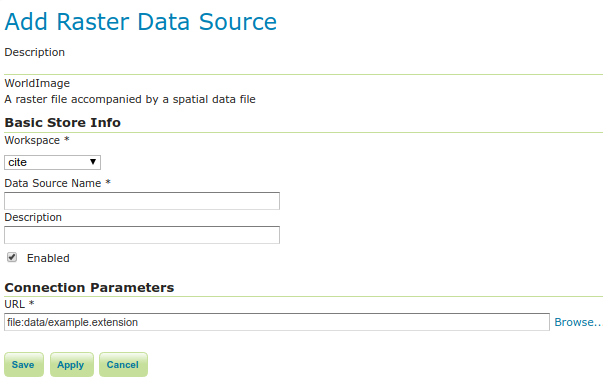 Add Raster Data Source
Description
WorldImage
A raster file accompanied by a spatial data file
Basic Store Info
Workspace *
cite
Data Source Name *
Description
Enabled
Connection Parameters
URL *
file:data/example.extension
Browse..
Save Apply Cancel